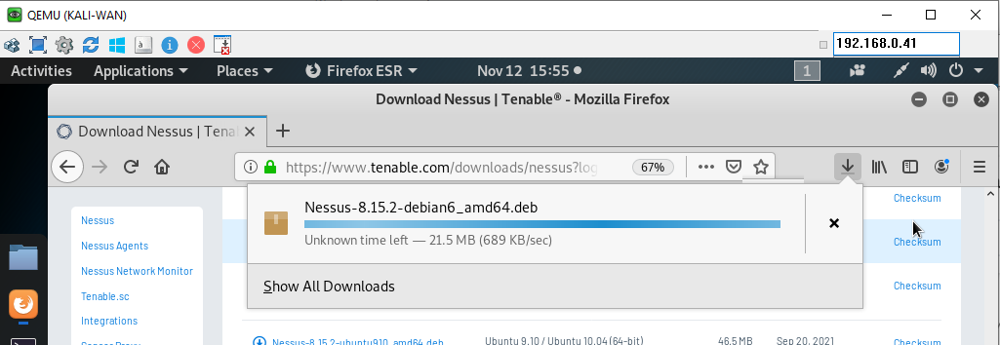 QEMU (KALI-WAN)
192.168.0.41
Activities Applications Places Firefox ESR Nov 12 15:55 1
Download Nessus | Tenable® - Mozilla Firefox
Download Nessus | Tena
https://www.tenable.com/downloads/nessus?log 67%
Nessus-8.15.2-debian6_amd64.deb
Unknown time left — 21.5 MB (689 KB/sec)
Show All Downloads
Nessus
Nessus Agents
Nessus Network Monitor
Tenable.sc
Integrations
Checksum
Checksum
Checksum
Nessus-8.15.2-ubuntu910_amd64.deb Ubuntu 9.10 / Ubuntu 10.04 (64-bit) 46.5 MB Sep 20, 2021 Checksum